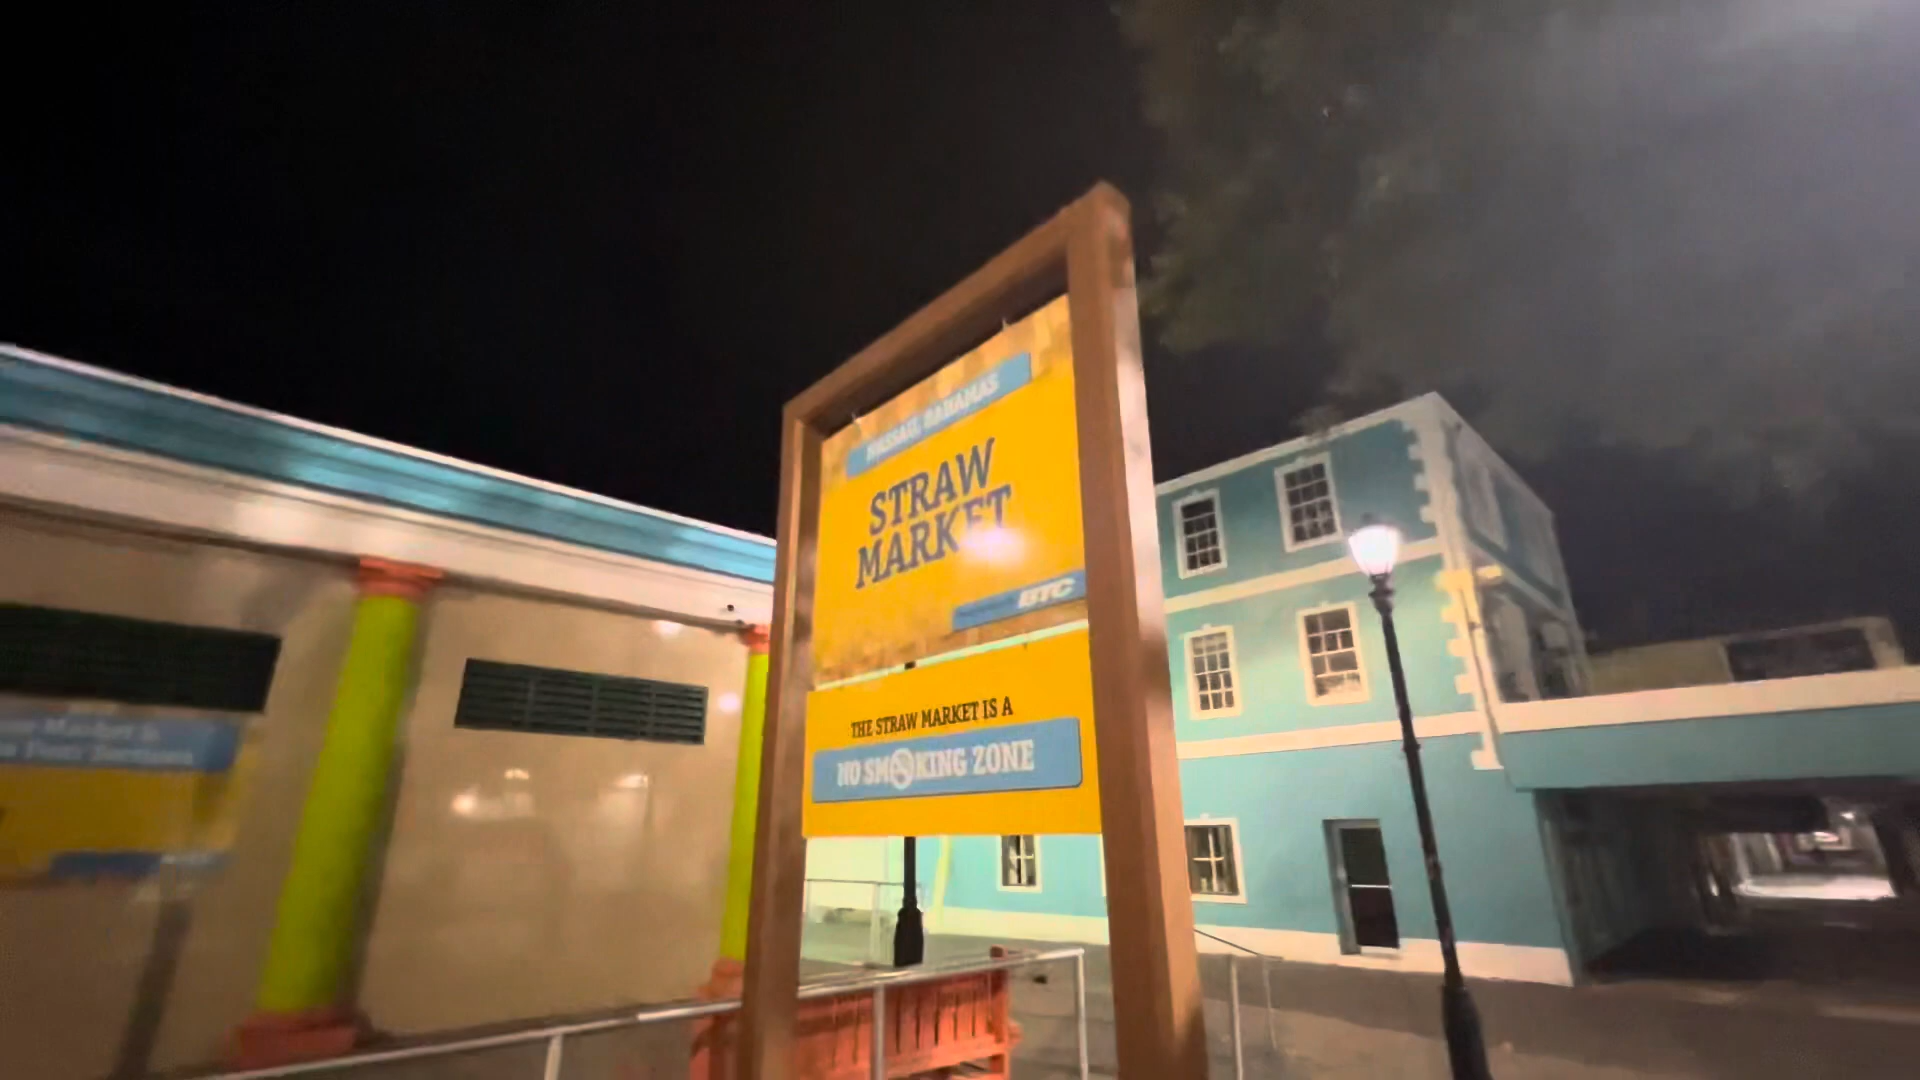 NASSAU, BAHAMAS
STRAW
MARKET
BTC
THE STRAW MARKET IS A
NO SMOKING ZONE